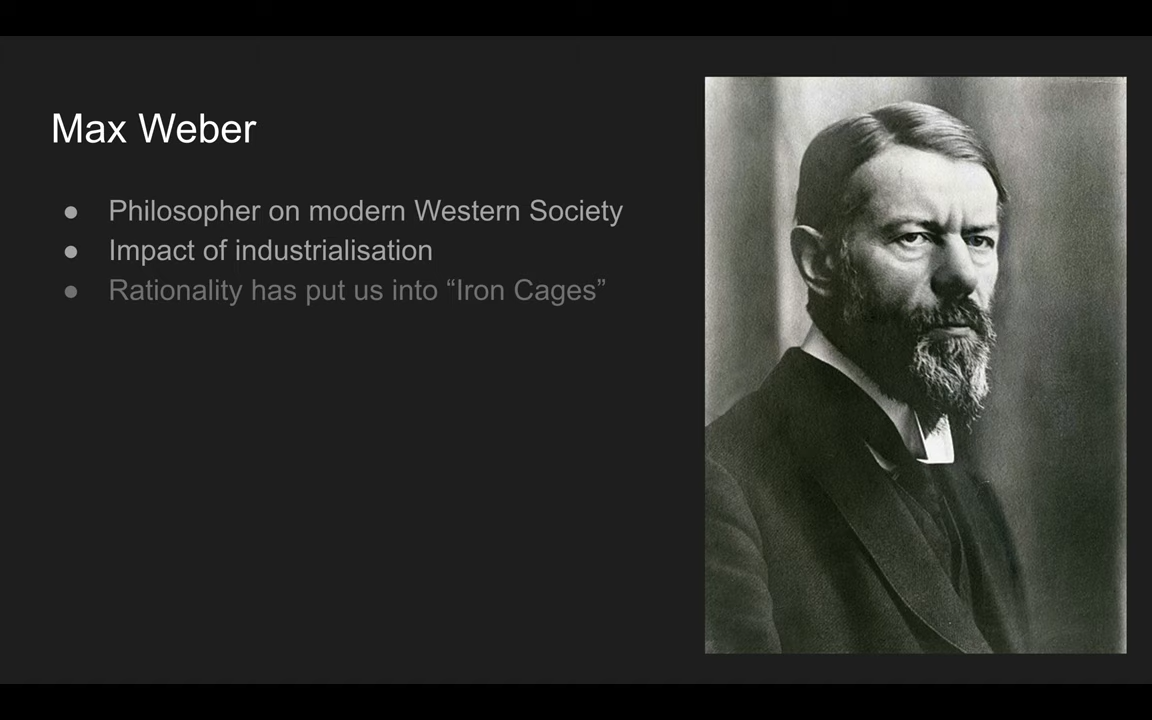 Max Weber
● Philosopher on modern Western Society
● Impact of industrialisation
● Rationality has put us into “Iron Cages”